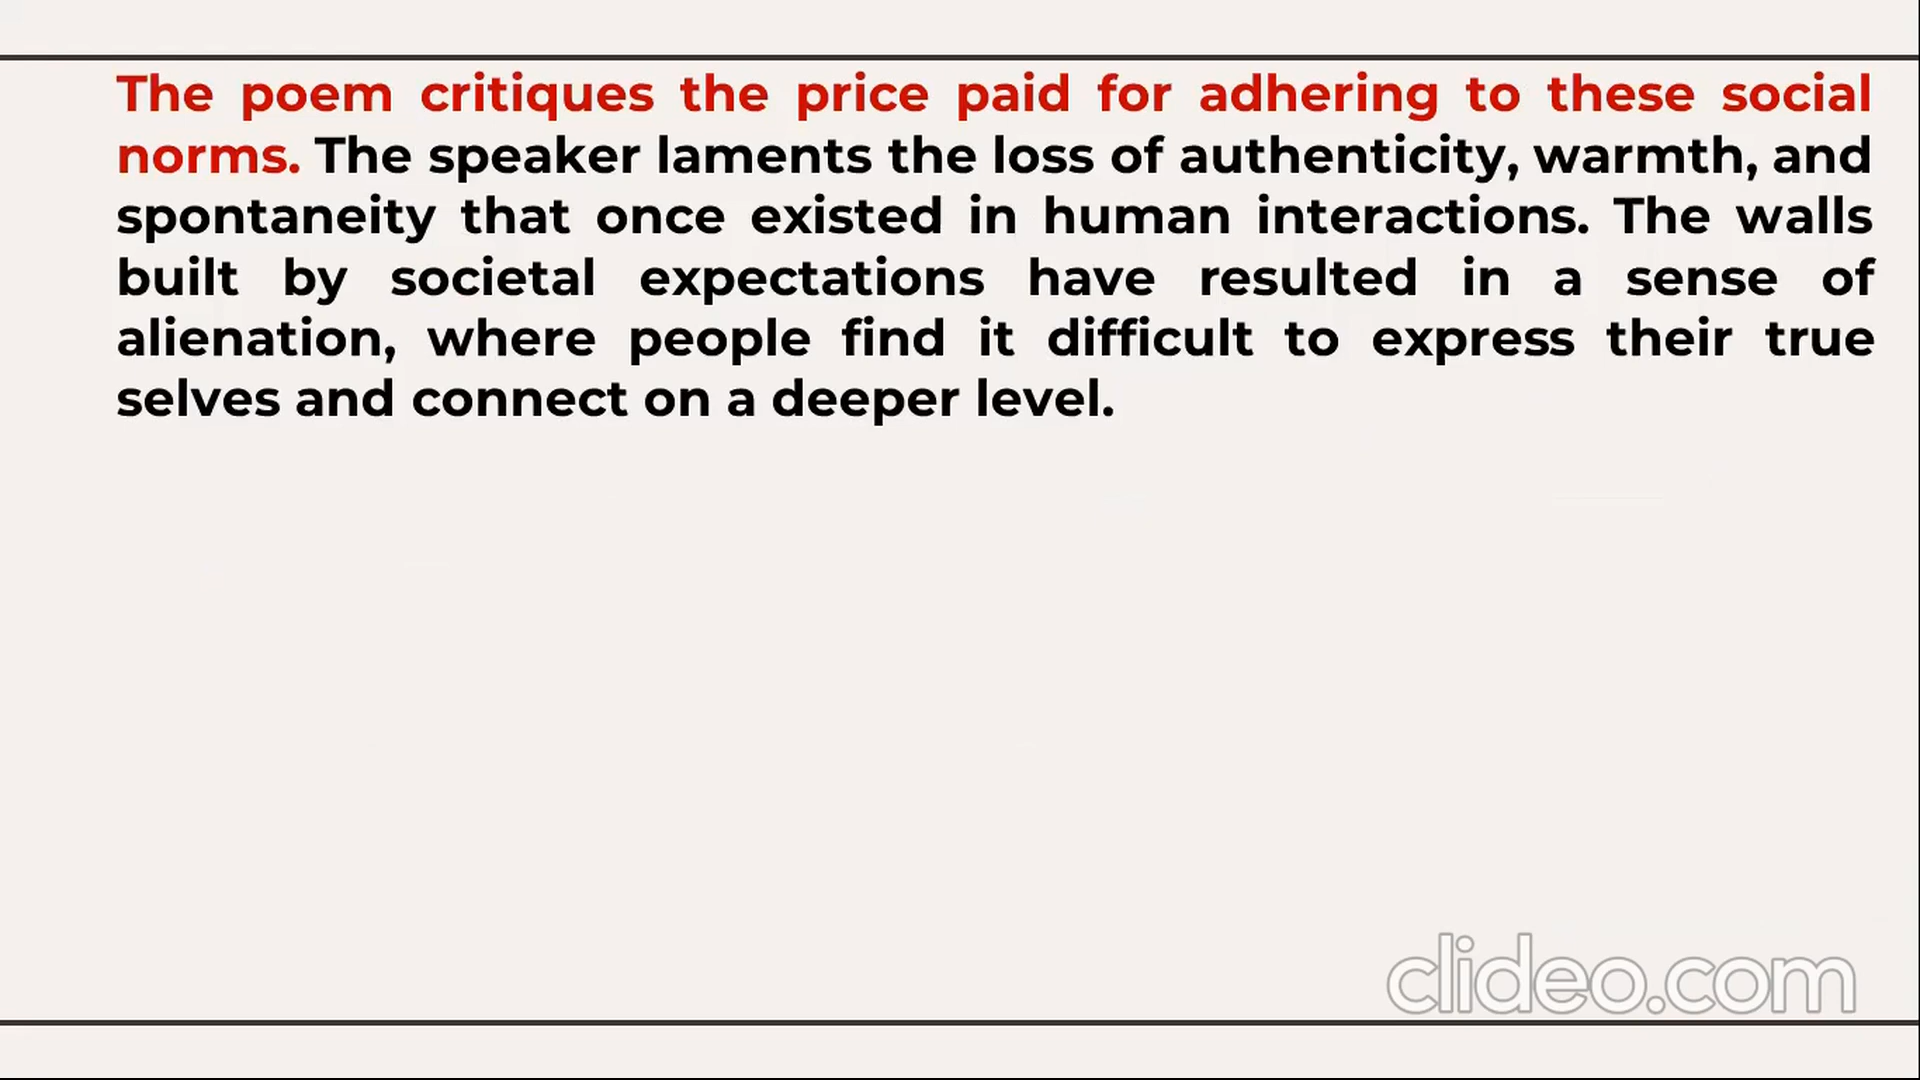 The poem critiques the price paid for adhering to these social
norms. The speaker laments the loss of authenticity, warmth, and
spontaneity that once existed in human interactions. The walls
built by societal expectations have resulted in a sense of
alienation, where people find it difficult to express their true
selves and connect on a deeper level.
clideo.com